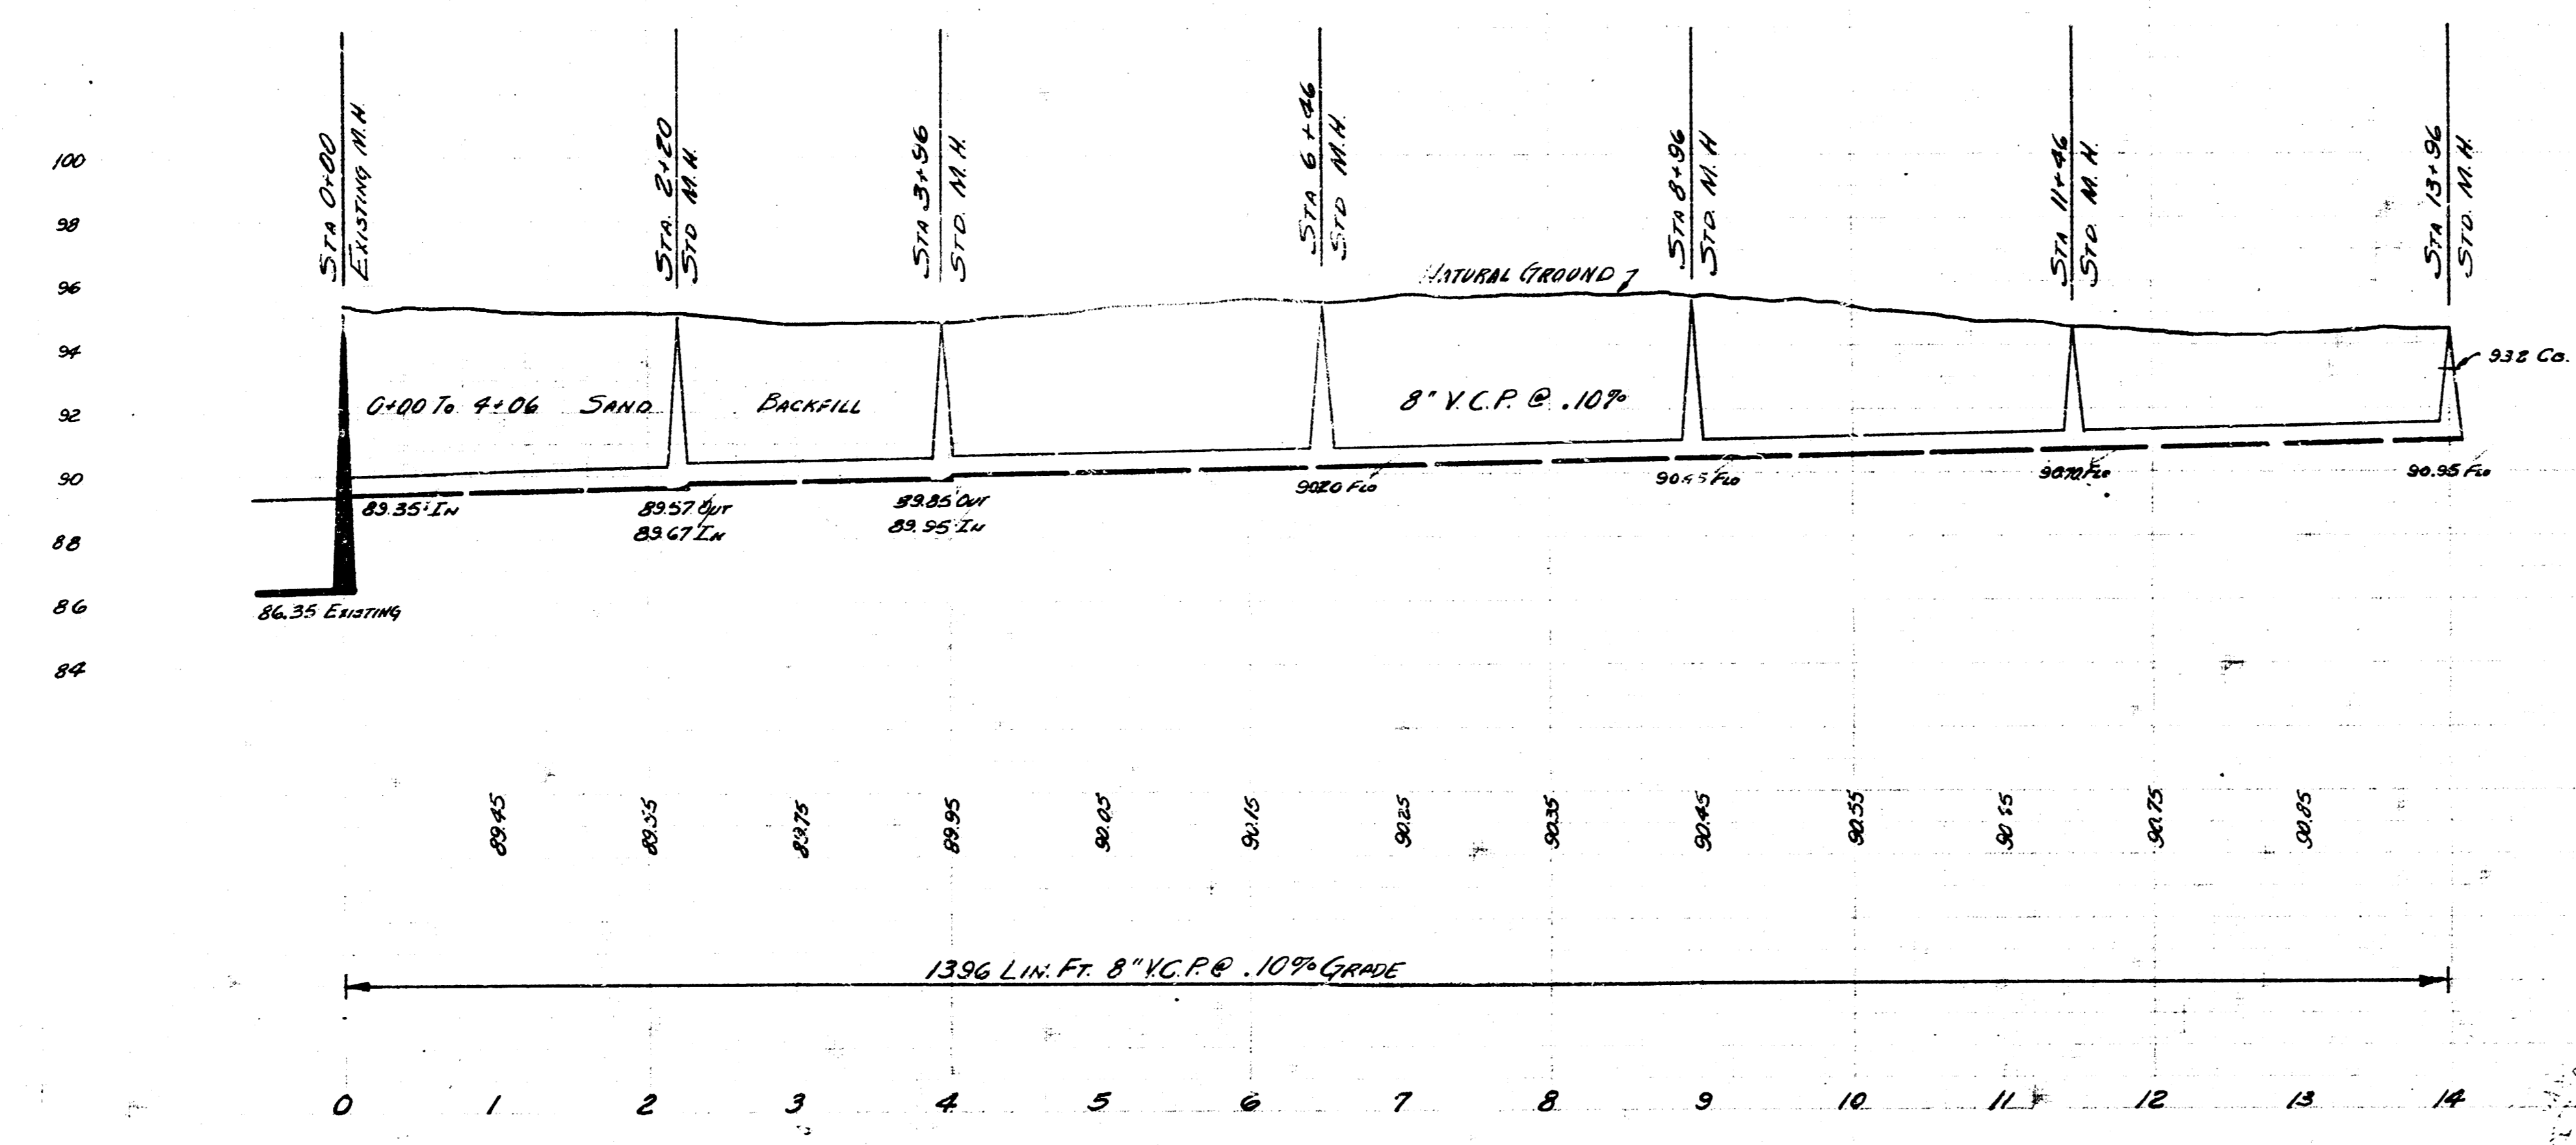 STA 0+00
EXISTING M.H.
STA. 2+20
STD M.H.
STA 3+96
STD. M.H.
STA 6+46
STD M.H.
STA 8+96
STD. M.H
STA 11+46
STD. M.H.
STA 13+96
STD. M.H.
100
98
96
94
92
90
88
86
84
NATURAL GROUND
93.2 CO.
0+00 TO 4+06 SAND BACKFILL
8" V.C.P. @ .10%
89.35 IN
89.57 OUT
89.67 IN
89.85 OUT
89.95 IN
90.20 FLO
90.45 FLO
90.70 FLO
90.95 FLO
86.35 EXISTING
89.45
89.55
89.75
89.95
90.05
90.15
90.25
90.35
90.45
90.55
90.65
90.75
90.85
1396 LIN. FT. 8" V.C.P. @ .10% GRADE
0 1 2 3 4 5 6 7 8 9 10 11 12 13 14